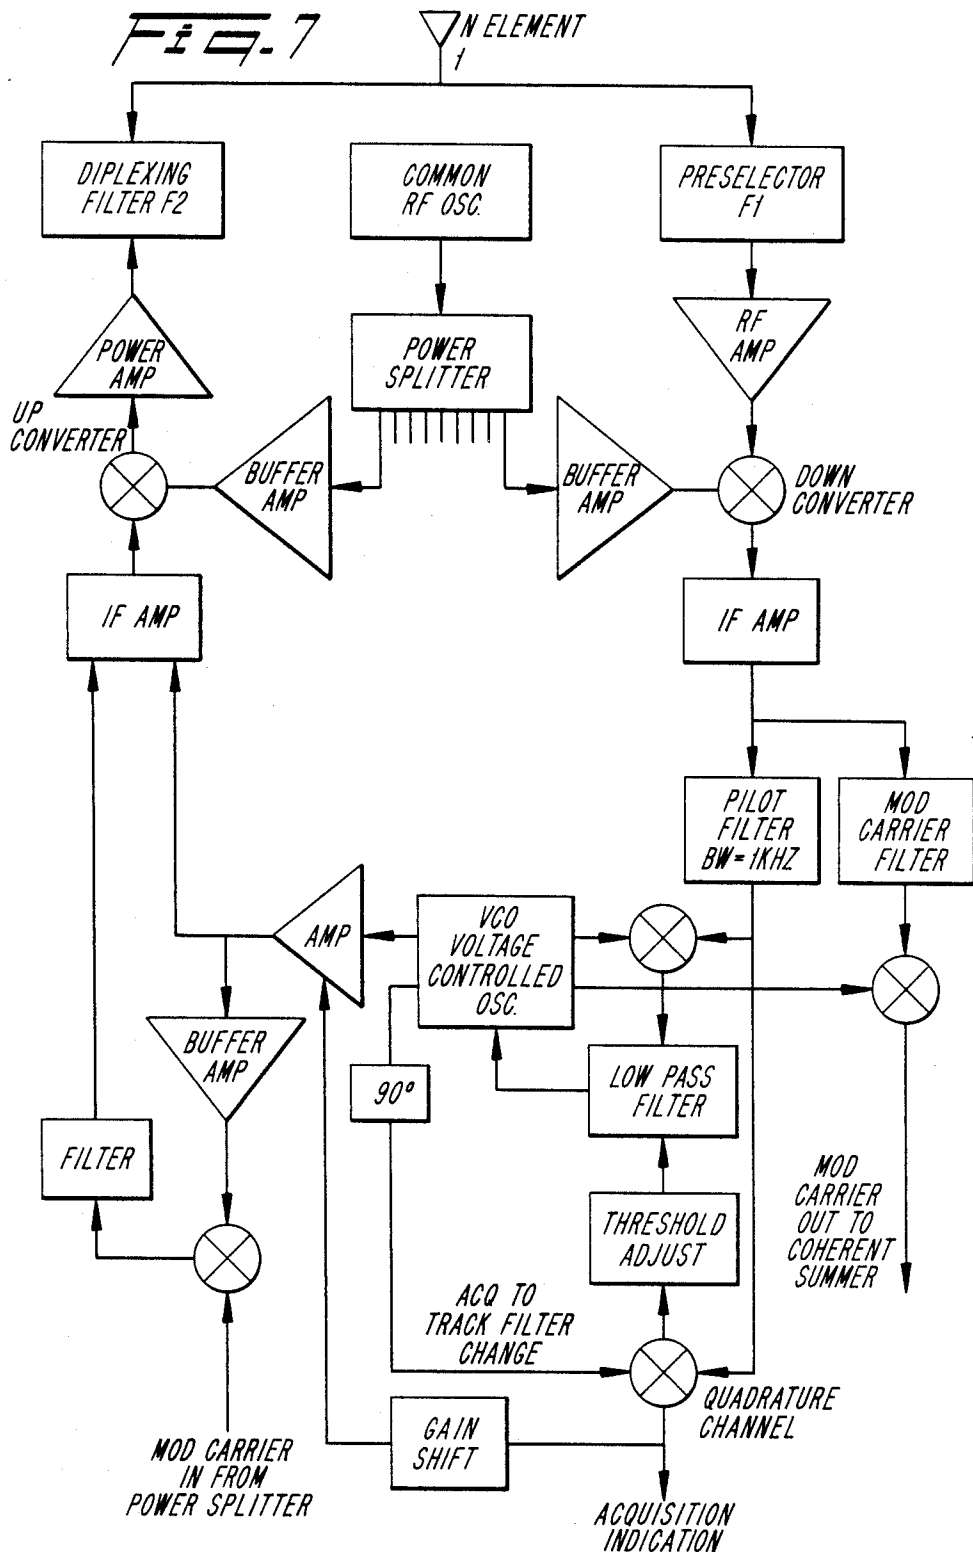 Fig. 7
N ELEMENT
1
DIPLEXING
FILTER F2
COMMON
RF OSC.
PRESELECTOR
F1
POWER
AMP
POWER
SPLITTER
RF
AMP
UP
CONVERTER
BUFFER
AMP
BUFFER
AMP
DOWN
CONVERTER
IF AMP
IF AMP
PILOT
FILTER
BW=1KHZ
MOD
CARRIER
FILTER
AMP
VCO
VOLTAGE
CONTROLLED
OSC.
BUFFER
AMP
90°
LOW PASS
FILTER
FILTER
THRESHOLD
ADJUST
MOD
CARRIER
OUT TO
COHERENT
SUMMER
ACQ TO
TRACK FILTER
CHANGE
QUADRATURE
CHANNEL
GAIN
SHIFT
MOD CARRIER
IN FROM
POWER SPLITTER
ACQUISITION
INDICATION